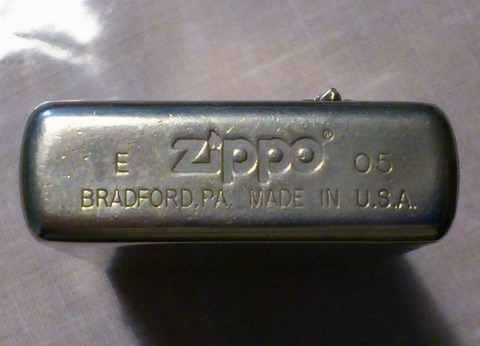 E zippo® 05
BRADFORD, PA. MADE IN U.S.A.